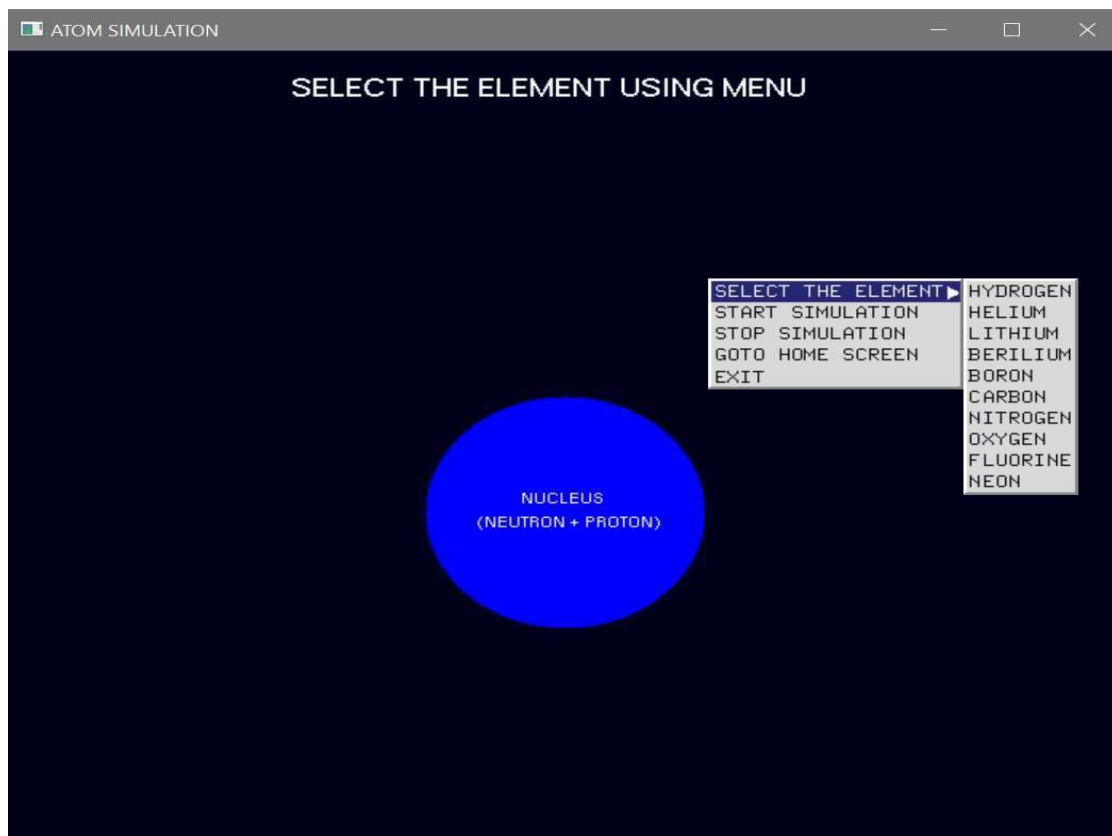 ATOM SIMULATION
SELECT THE ELEMENT USING MENU
SELECT THE ELEMENT
START SIMULATION
STOP SIMULATION
GOTO HOME SCREEN
EXIT
HYDROGEN
HELIUM
LITHIUM
BERILIUM
BORON
CARBON
NITROGEN
OXYGEN
FLUORINE
NEON
NUCLEUS
(NEUTRON + PROTON)